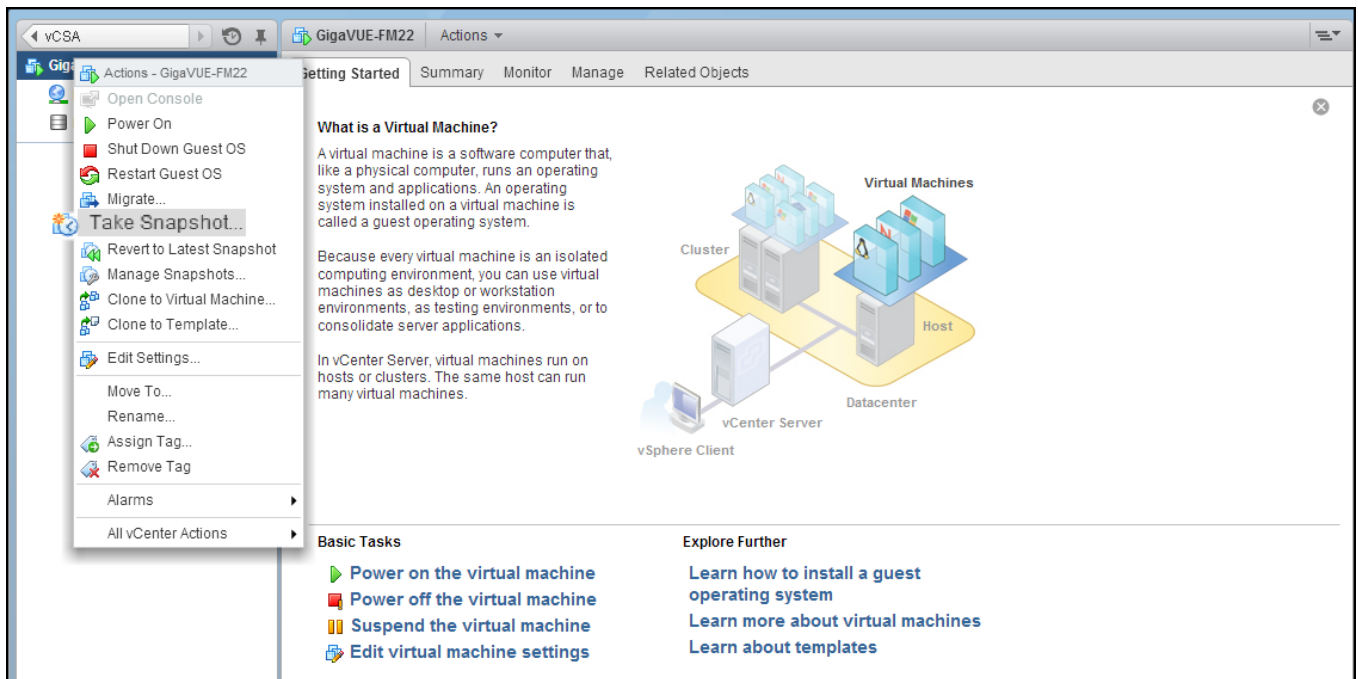 vCSA
GigaVUE-FM22 Actions
Giga
Actions - GigaVUE-FM22
Open Console
Power On
Shut Down Guest OS
Restart Guest OS
Migrate...
Take Snapshot...
Revert to Latest Snapshot
Manage Snapshots...
Clone to Virtual Machine...
Clone to Template...
Edit Settings...
Move To...
Rename...
Assign Tag...
Remove Tag
Alarms
All vCenter Actions
Getting Started Summary Monitor Manage Related Objects
What is a Virtual Machine?
A virtual machine is a software computer that,
like a physical computer, runs an operating
system and applications. An operating
system installed on a virtual machine is
called a guest operating system.
Because every virtual machine is an isolated
computing environment, you can use virtual
machines as desktop or workstation
environments, as testing environments, or to
consolidate server applications.
In vCenter Server, virtual machines run on
hosts or clusters. The same host can run
many virtual machines.
Virtual Machines
Cluster
Host
Datacenter
vCenter Server
vSphere Client
Basic Tasks
Power on the virtual machine
Power off the virtual machine
Suspend the virtual machine
Edit virtual machine settings
Explore Further
Learn how to install a guest
operating system
Learn more about virtual machines
Learn about templates